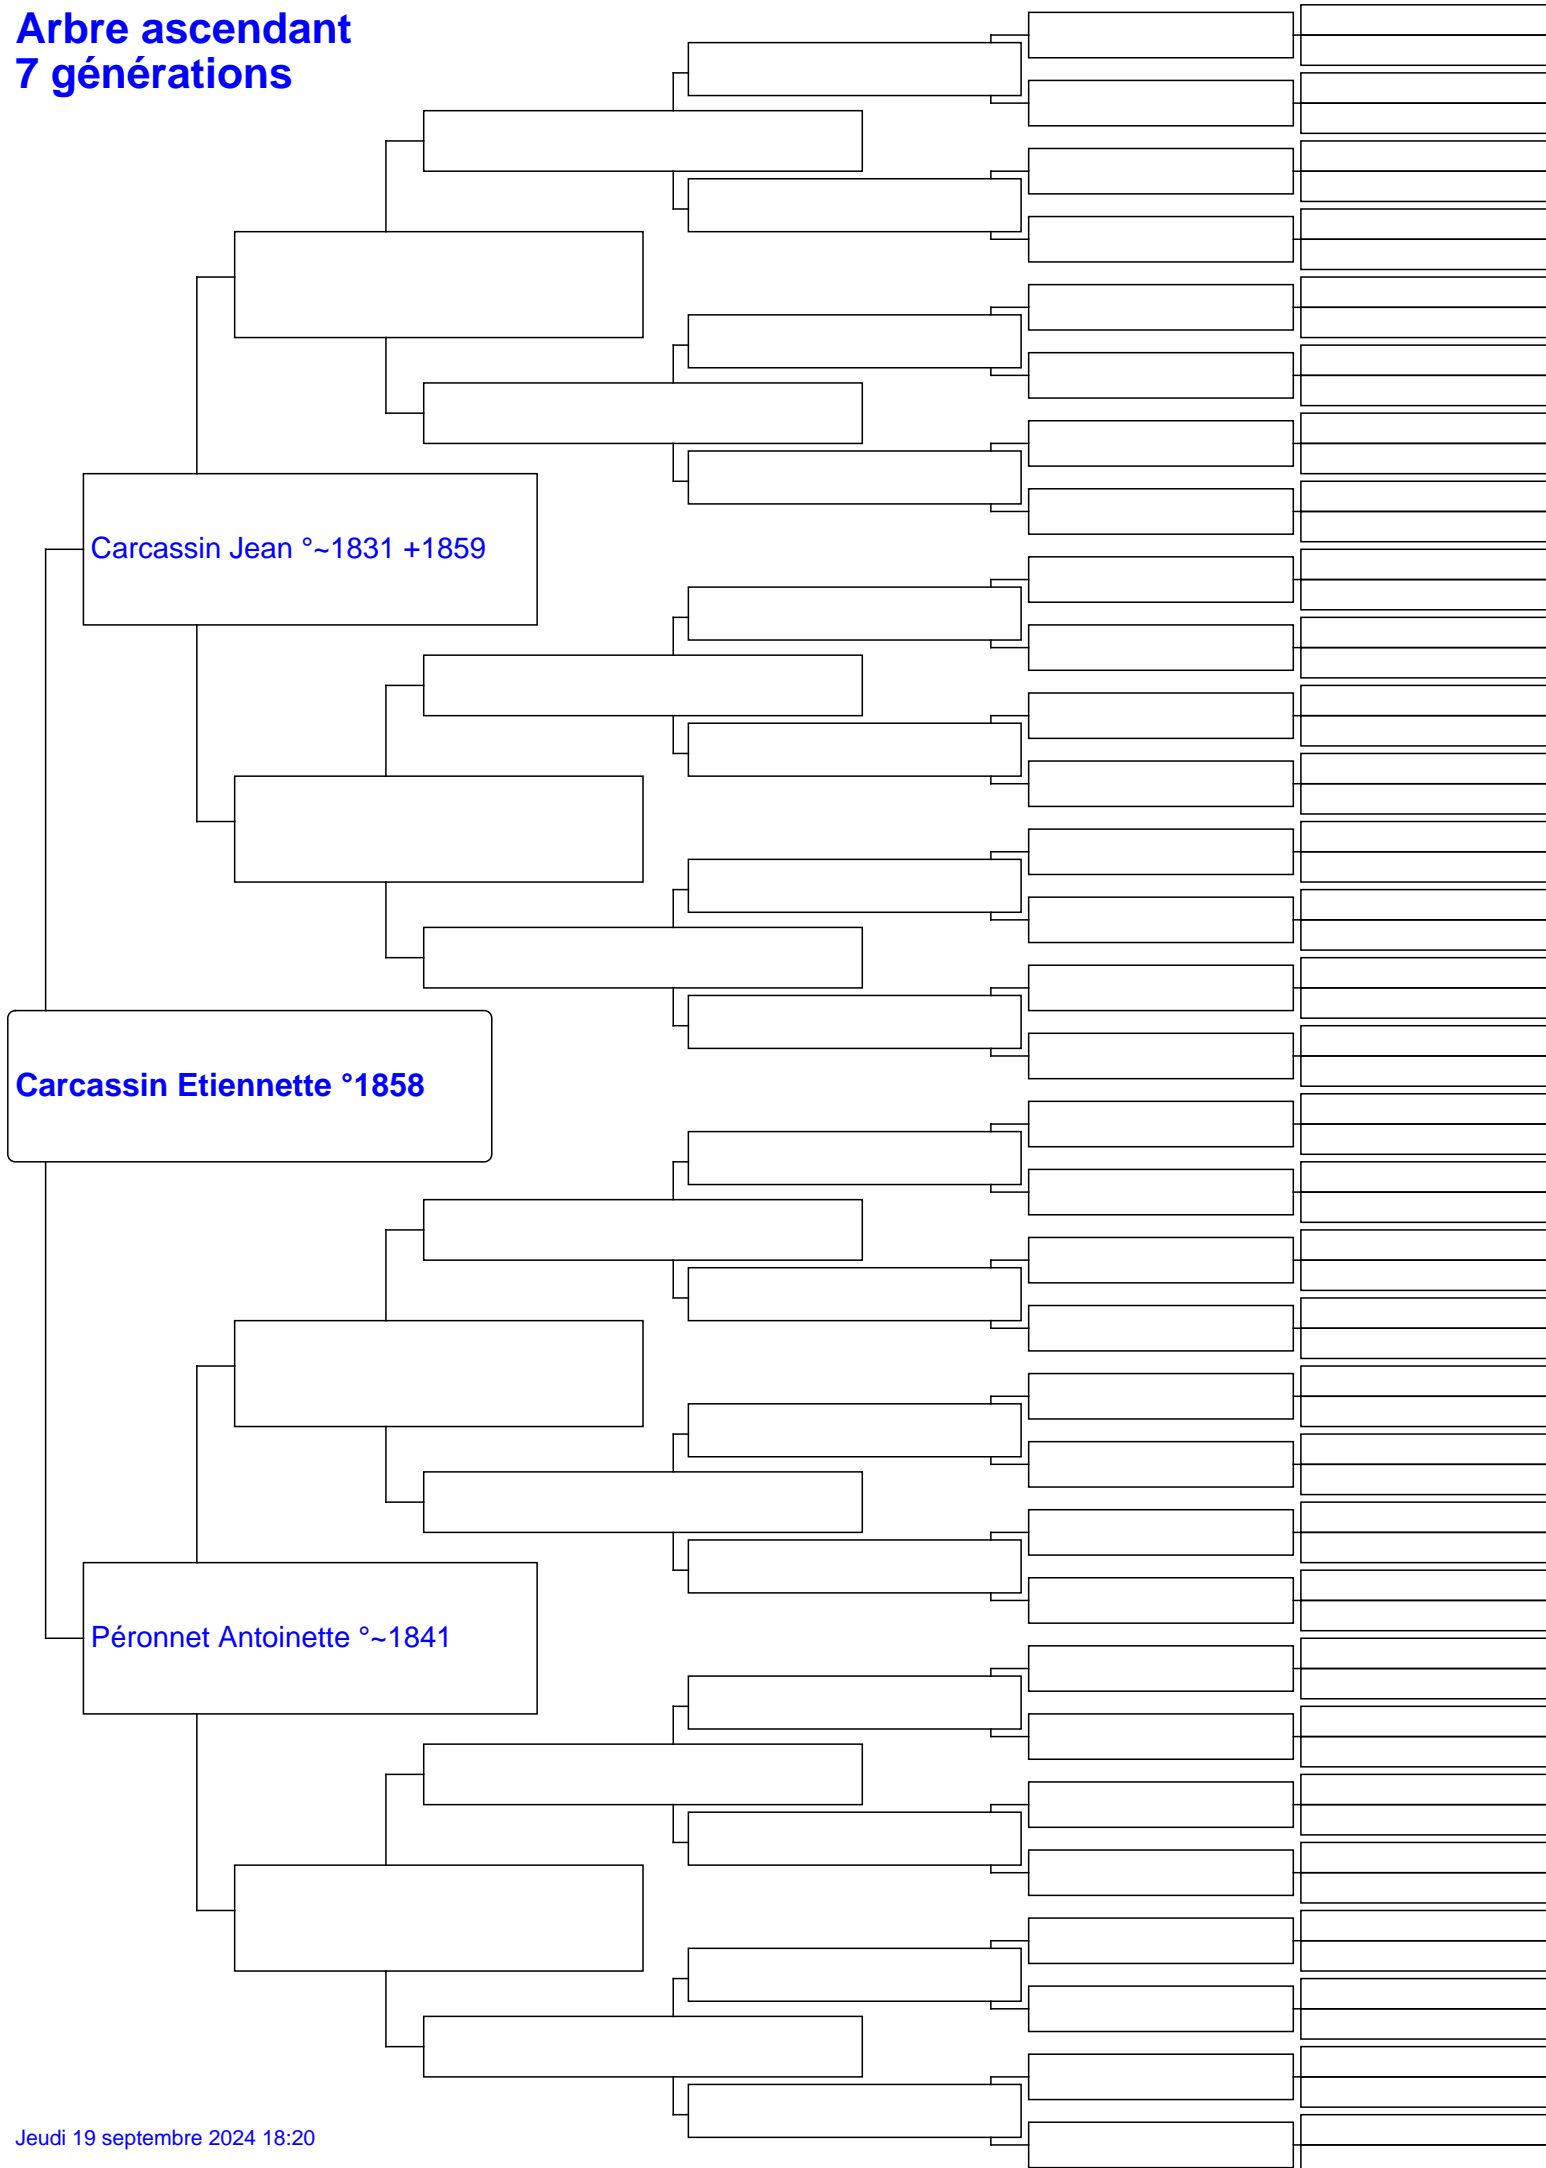 Arbre ascendant
7 générations
Carcassin Jean °~1831 +1859
Carcassin Etiennette °1858
Péronnet Antoinette °~1841
Jeudi 19 septembre 2024 18:20